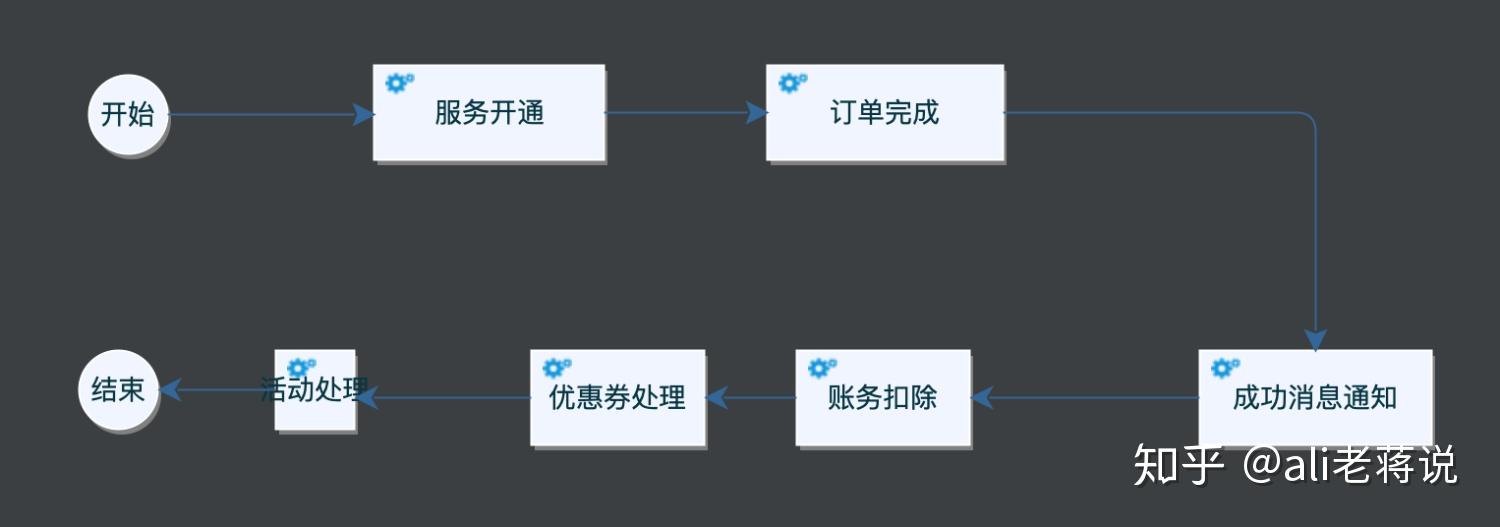 开始
服务开通
订单完成
成功消息通知
账务扣除
优惠券处理
活动处理
结束
知乎 @ali老蒋说